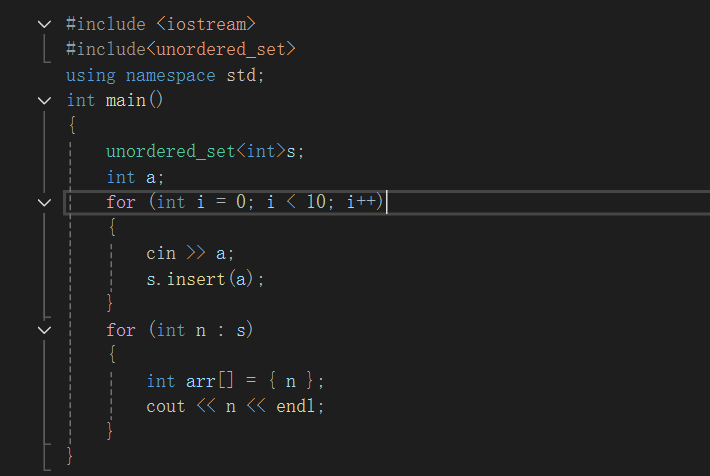 #include <iostream>
#include<unordered_set>
using namespace std;
int main()
{
unordered_set<int>s;
int a;
for (int i = 0; i < 10; i++)
{
cin >> a;
s.insert(a);
}
for (int n : s)
{
int arr[] = { n };
cout << n << endl;
}
}